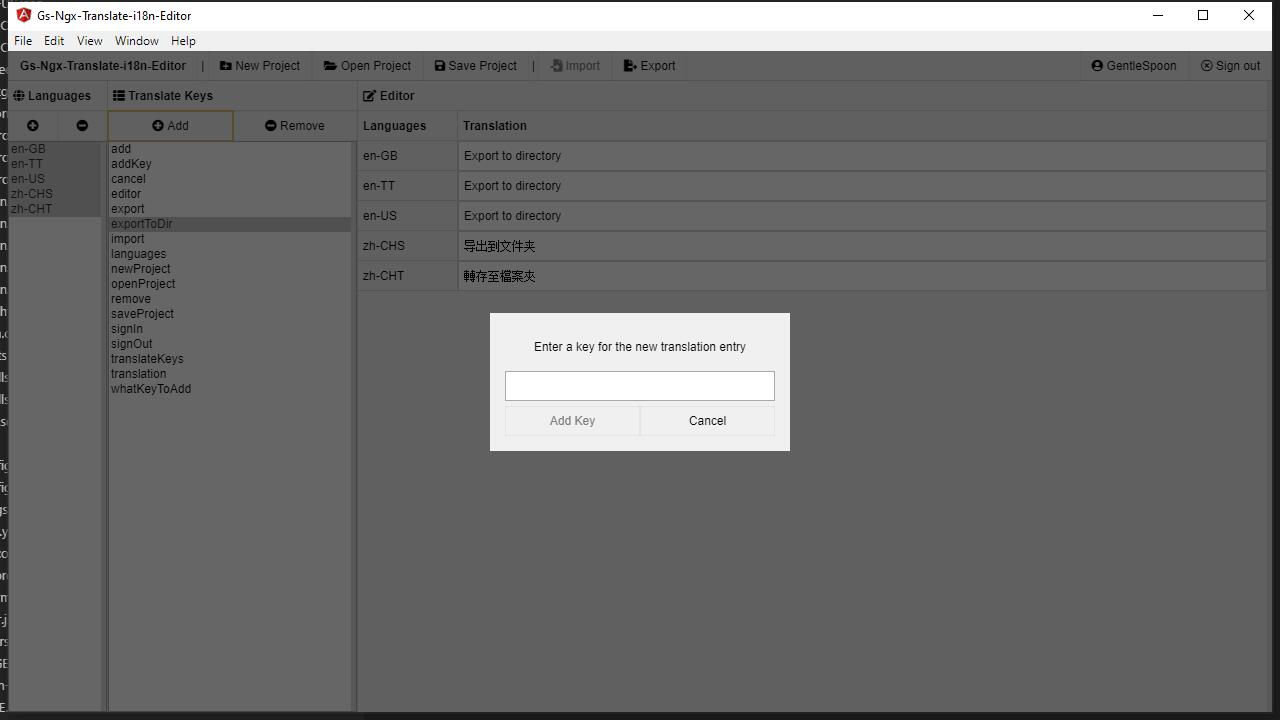 Gs-Ngx-Translate-i18n-Editor
File Edit View Window Help
Gs-Ngx-Translate-i18n-Editor | New Project Open Project Save Project | Import Export GentleSpoon Sign out
Languages Translate Keys Editor
Add Remove Languages Translation
en-GB
en-TT
en-US
zh-CHS
zh-CHT
add
addKey
cancel
editor
export
exportToDir
import
languages
newProject
openProject
remove
saveProject
signIn
signOut
translateKeys
translation
whatKeyToAdd
en-GB Export to directory
en-TT Export to directory
en-US Export to directory
zh-CHS 导出到文件夹
zh-CHT 轉存至檔案夾
Enter a key for the new translation entry
Add Key Cancel